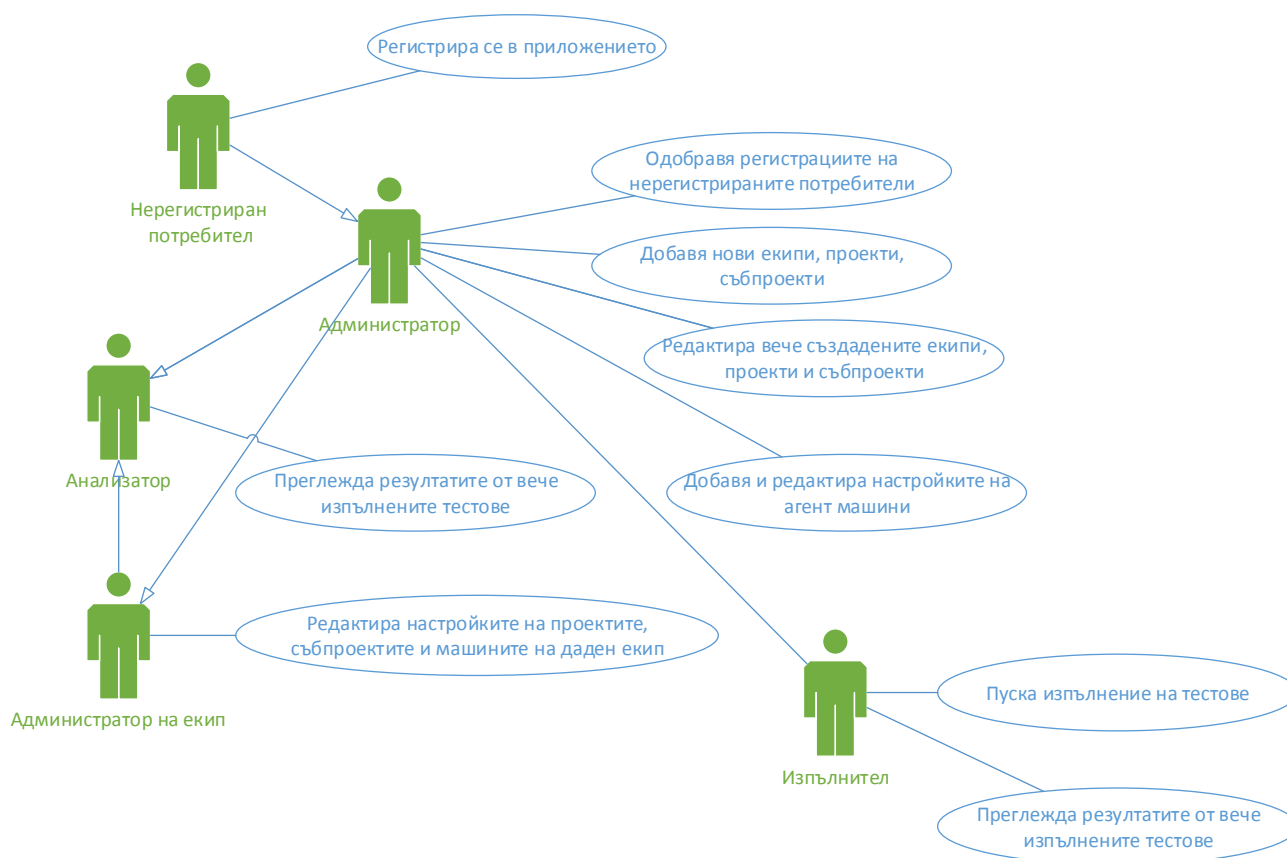 Регистрира се в приложението
Нерегистриран
потребител
Одобравя регистрациите на
нерегистрираните потребители
Администратор
Добавя нови екипи, проекти,
събпроекти
Редактира вече създадените екипи,
проекти и събпроекти
Анализатор
Преглежда резултатите от вече
изпълнените тестове
Добавя и редактира настройките на
агент машини
Администратор на екип
Редактира настройките на проектите,
събпроектите и машините на даден екип
Изпълнител
Пуска изпълнение на тестове
Преглежда резултатите от вече
изпълнените тестове